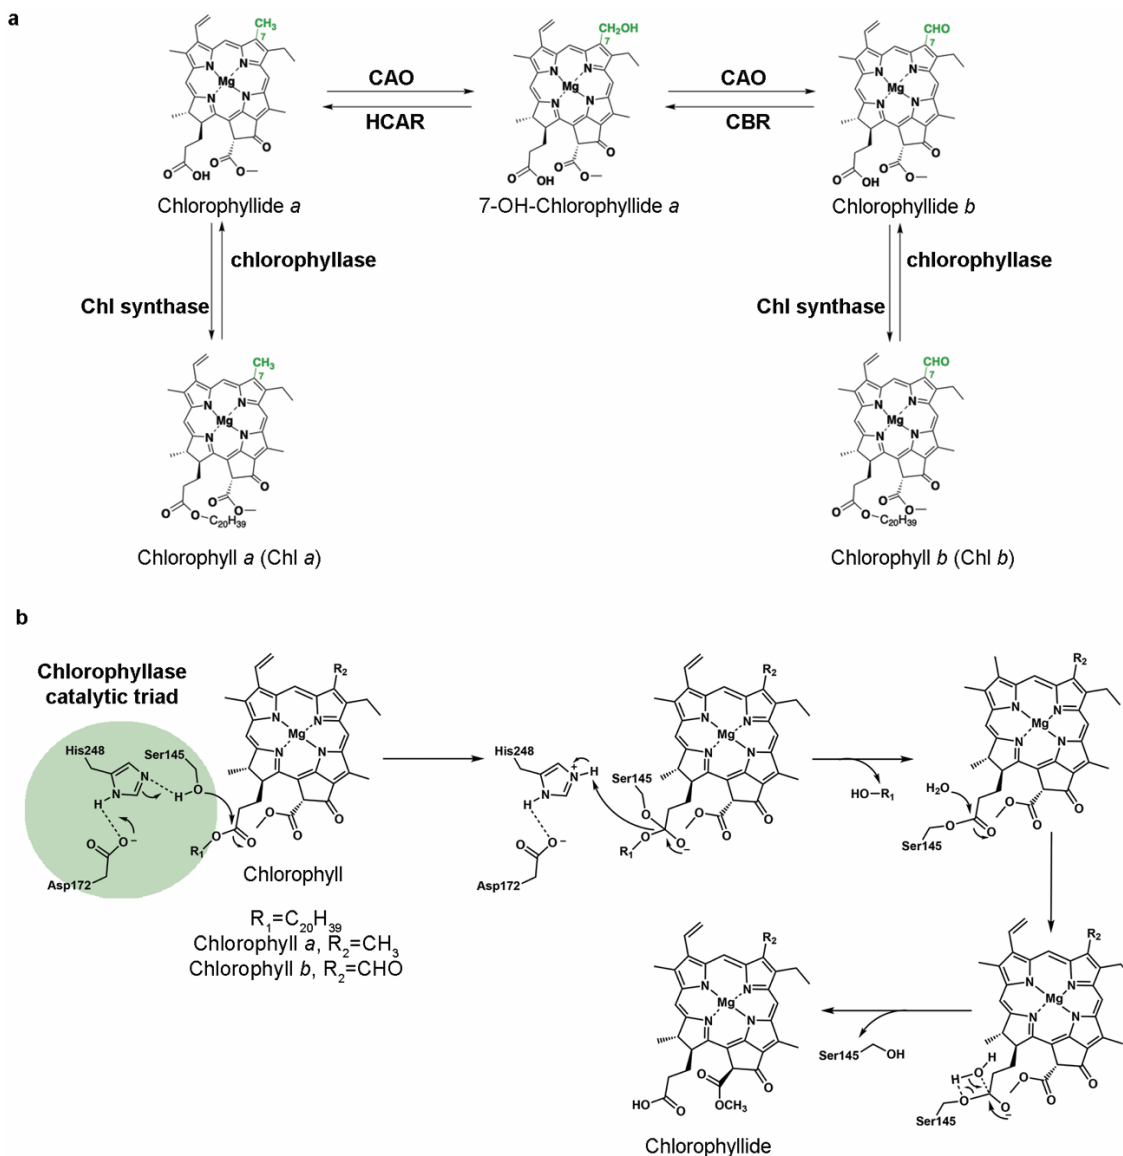 a
CH3
7
N
N
Mg
N
N
O
O
OH
O
O
Chlorophyllide a
CAO
HCAR
CH2OH
7
N
N
Mg
N
N
O
O
OH
O
O
7-OH-Chlorophyllide a
CAO
CBR
CHO
7
N
N
Mg
N
N
O
O
OH
O
O
Chlorophyllide b
chlorophyllase
Chl synthase
chlorophyllase
Chl synthase
CH3
7
N
N
Mg
N
N
O
O
O
O
O–C20H39
Chlorophyll a (Chl a)
CHO
7
N
N
Mg
N
N
O
O
O
O
O–C20H39
Chlorophyll b (Chl b)
b
Chlorophyllase
catalytic triad
His248
Ser145
N
H
O
N
H
O
O−
Asp172
R2
N
N
Mg
N
N
O
O
O
O
O
R1
Chlorophyll
R1=C20H39
Chlorophyll a, R2=CH3
Chlorophyll b, R2=CHO
His248
N+
H
N
H
O
O−
Asp172
R2
N
N
Mg
N
N
Ser145
O
O
O
O
O
O−
R1
HO–R1
R2
N
N
Mg
N
N
H2O
O
O
O
O
O
Ser145
R2
N
N
Mg
N
N
H
H
O
O
O
O
O
O−
Ser145
Ser145
OH
R2
N
N
Mg
N
N
O
O
OCH3
HO
O
Chlorophyllide